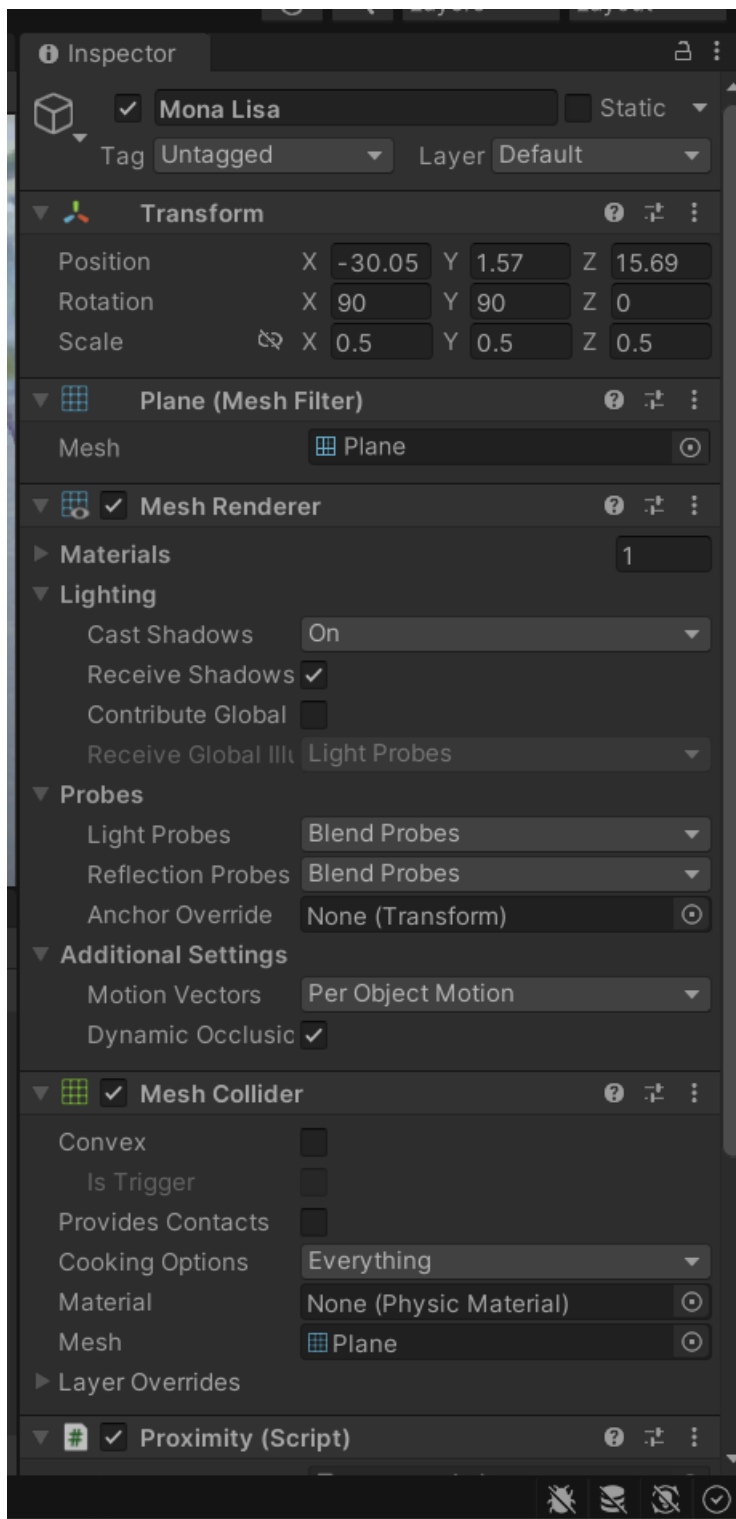 Inspector
Mona Lisa Static
Tag Untagged Layer Default
Transform
Position X -30.05 Y 1.57 Z 15.69
Rotation X 90 Y 90 Z 0
Scale X 0.5 Y 0.5 Z 0.5
Plane (Mesh Filter)
Mesh Plane
Mesh Renderer
Materials 1
Lighting
Cast Shadows On
Receive Shadows
Contribute Global
Receive Global Illu Light Probes
Probes
Light Probes Blend Probes
Reflection Probes Blend Probes
Anchor Override None (Transform)
Additional Settings
Motion Vectors Per Object Motion
Dynamic Occlusio
Mesh Collider
Convex
Is Trigger
Provides Contacts
Cooking Options Everything
Material None (Physic Material)
Mesh Plane
Layer Overrides
# Proximity (Script)